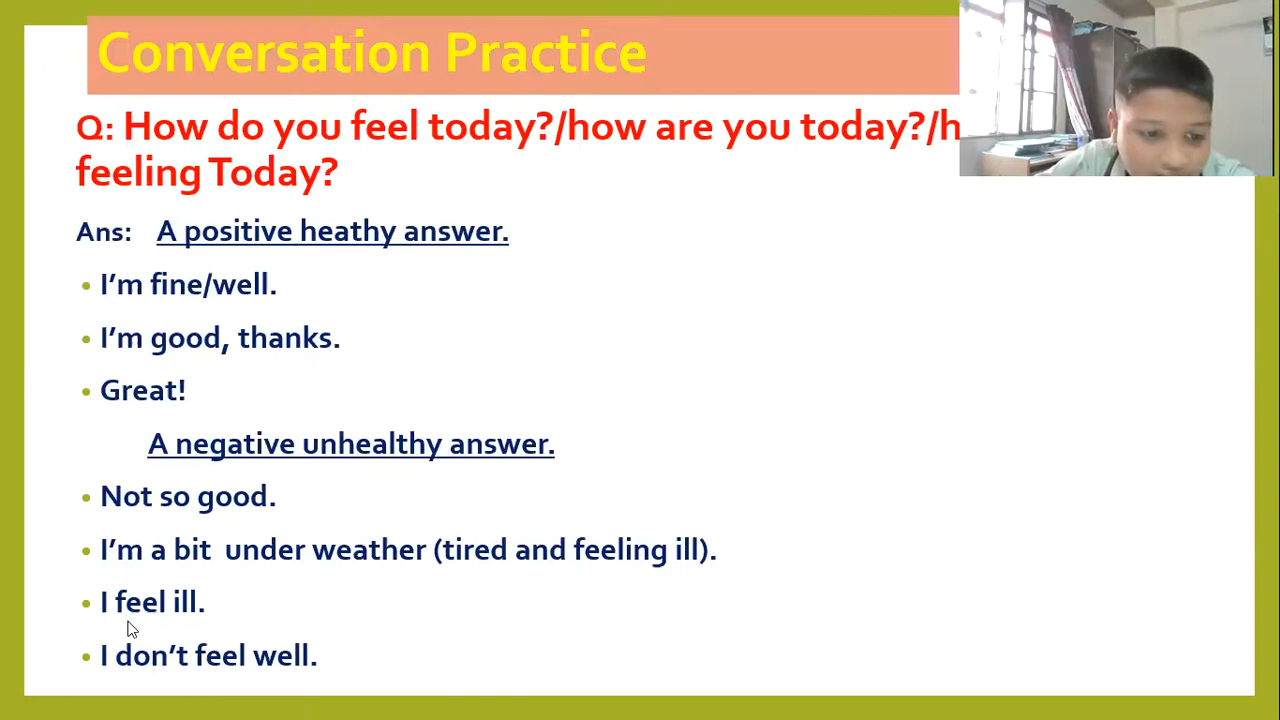 Conversation Practice
Q: How do you feel today?/how are you today?/h
feeling Today?
Ans: A positive heathy answer.
• I’m fine/well.
• I’m good, thanks.
• Great!
A negative unhealthy answer.
• Not so good.
• I’m a bit under weather (tired and feeling ill).
• I feel ill.
• I don’t feel well.